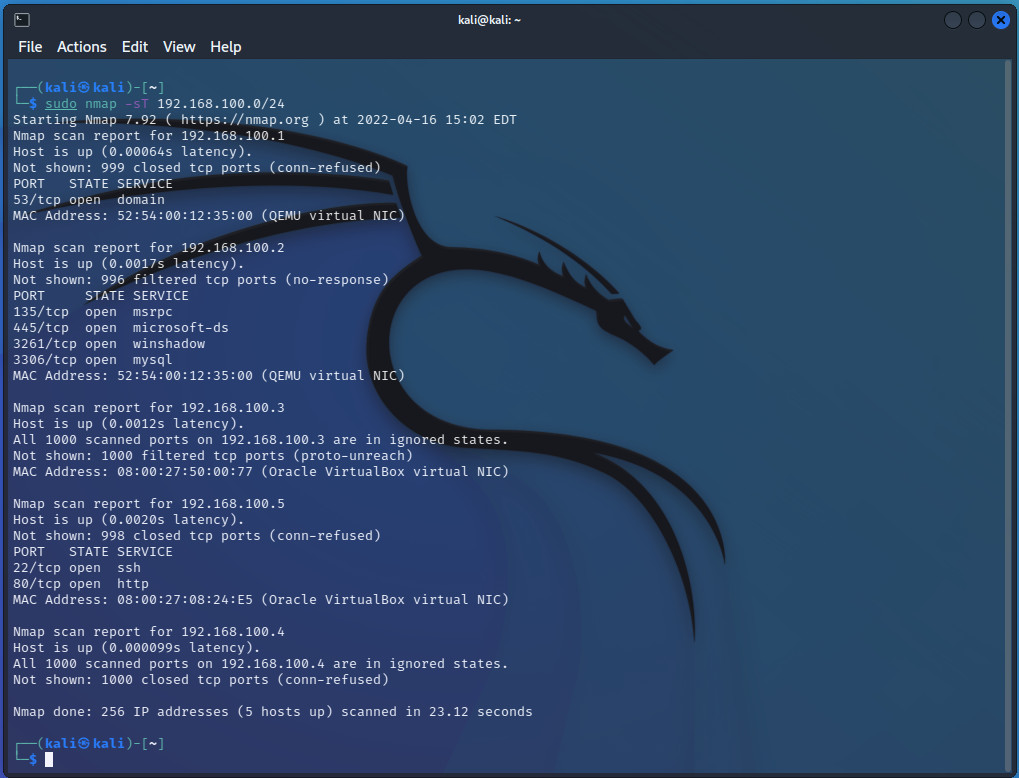 kali@kali: ~
File Actions Edit View Help
┌──(kali㉿kali)-[~]
└─$ sudo nmap -sT 192.168.100.0/24
Starting Nmap 7.92 ( https://nmap.org ) at 2022-04-16 15:02 EDT
Nmap scan report for 192.168.100.1
Host is up (0.00064s latency).
Not shown: 999 closed tcp ports (conn-refused)
PORT   STATE SERVICE
53/tcp open  domain
MAC Address: 52:54:00:12:35:00 (QEMU virtual NIC)

Nmap scan report for 192.168.100.2
Host is up (0.0017s latency).
Not shown: 996 filtered tcp ports (no-response)
PORT     STATE SERVICE
135/tcp  open  msrpc
445/tcp  open  microsoft-ds
3261/tcp open  winshadow
3306/tcp open  mysql
MAC Address: 52:54:00:12:35:00 (QEMU virtual NIC)

Nmap scan report for 192.168.100.3
Host is up (0.0012s latency).
All 1000 scanned ports on 192.168.100.3 are in ignored states.
Not shown: 1000 filtered tcp ports (proto-unreach)
MAC Address: 08:00:27:50:00:77 (Oracle VirtualBox virtual NIC)

Nmap scan report for 192.168.100.5
Host is up (0.0020s latency).
Not shown: 998 closed tcp ports (conn-refused)
PORT   STATE SERVICE
22/tcp open  ssh
80/tcp open  http
MAC Address: 08:00:27:08:24:E5 (Oracle VirtualBox virtual NIC)

Nmap scan report for 192.168.100.4
Host is up (0.000099s latency).
All 1000 scanned ports on 192.168.100.4 are in ignored states.
Not shown: 1000 closed tcp ports (conn-refused)

Nmap done: 256 IP addresses (5 hosts up) scanned in 23.12 seconds

┌──(kali㉿kali)-[~]
└─$